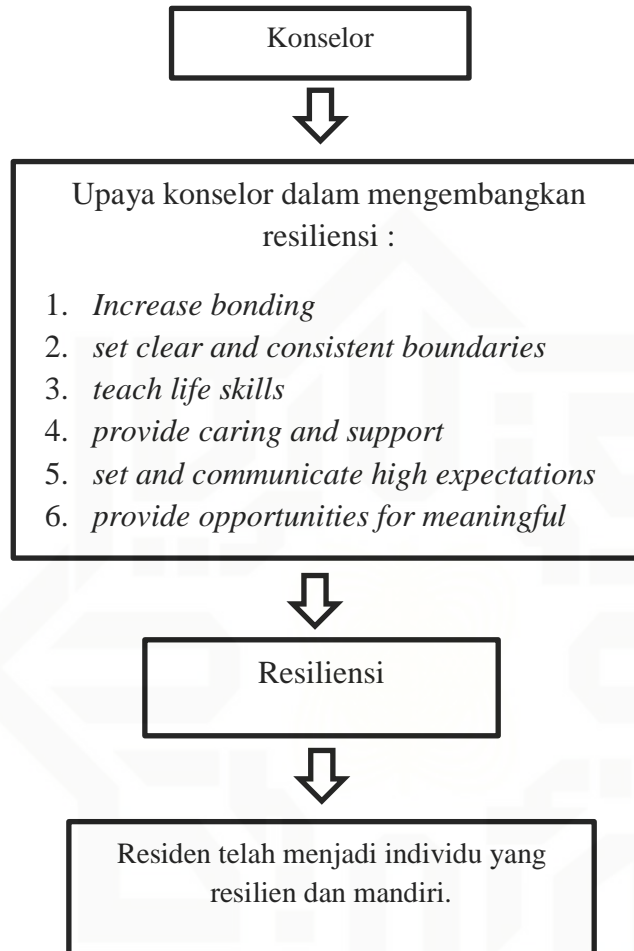 Konselor
Upaya konselor dalam mengembangkan
resiliensi :
1. Increase bonding
2. set clear and consistent boundaries
3. teach life skills
4. provide caring and support
5. set and communicate high expectations
6. provide opportunities for meaningful
Resiliensi
Residen telah menjadi individu yang
resilien dan mandiri.